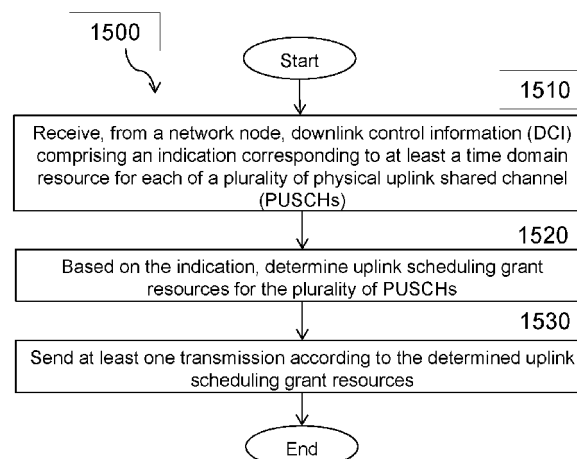 1500
Start
1510
Receive, from a network node, downlink control information (DCI)
comprising an indication corresponding to at least a time domain
resource for each of a plurality of physical uplink shared channel
(PUSCHs)
1520
Based on the indication, determine uplink scheduling grant
resources for the plurality of PUSCHs
1530
Send at least one transmission according to the determined uplink
scheduling grant resources
End